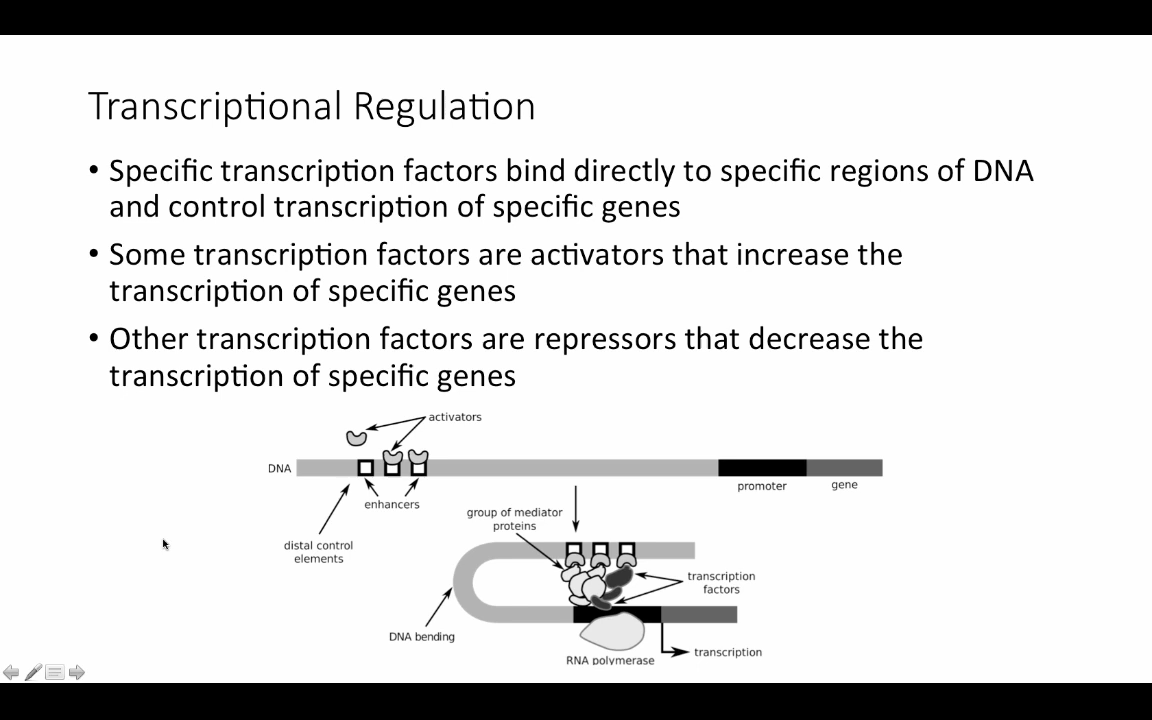 Transcriptional Regulation
• Specific transcription factors bind directly to specific regions of DNA
and control transcription of specific genes
• Some transcription factors are activators that increase the
transcription of specific genes
• Other transcription factors are repressors that decrease the
transcription of specific genes
activators
DNA
promoter
gene
enhancers
group of mediator
proteins
distal control
elements
transcription
factors
DNA bending
RNA polymerase
transcription